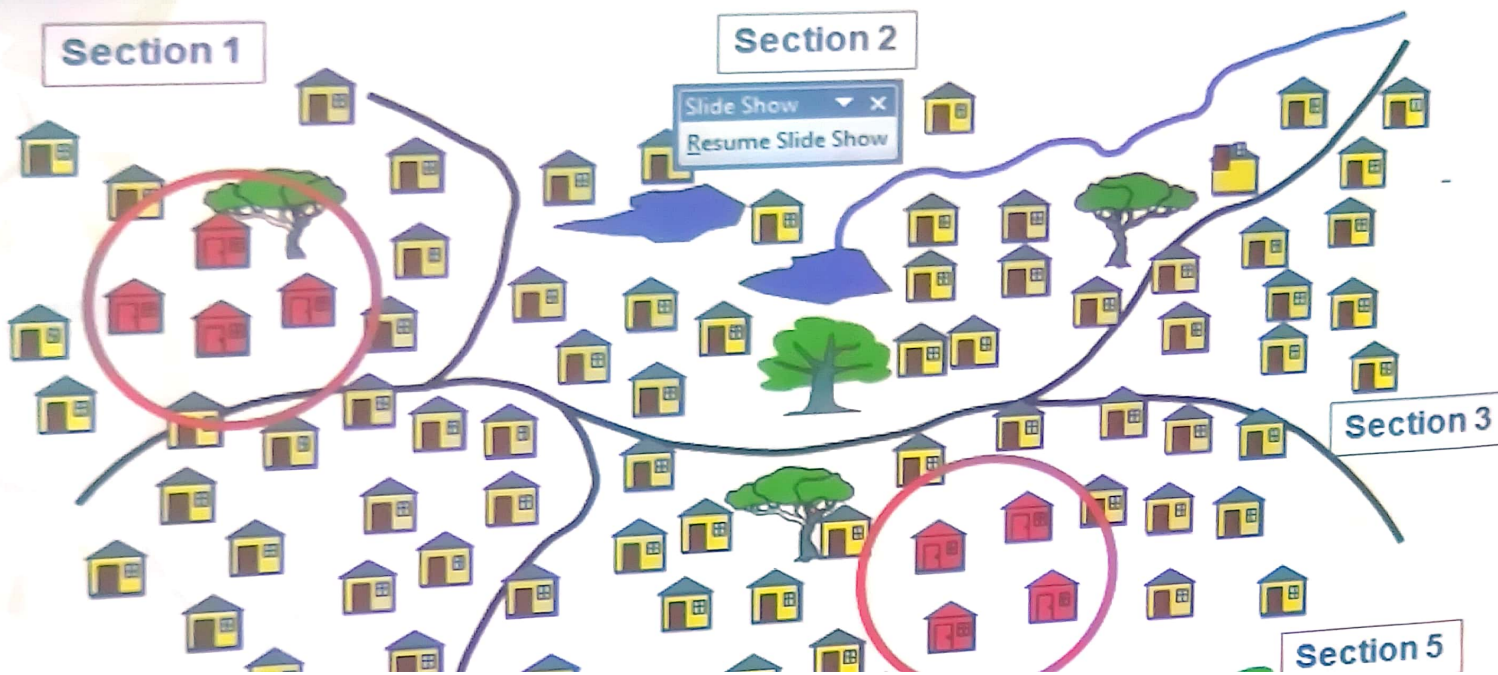 Section 1
Section 2
Slide Show
Resume Slide Show
Section 3
Section 5